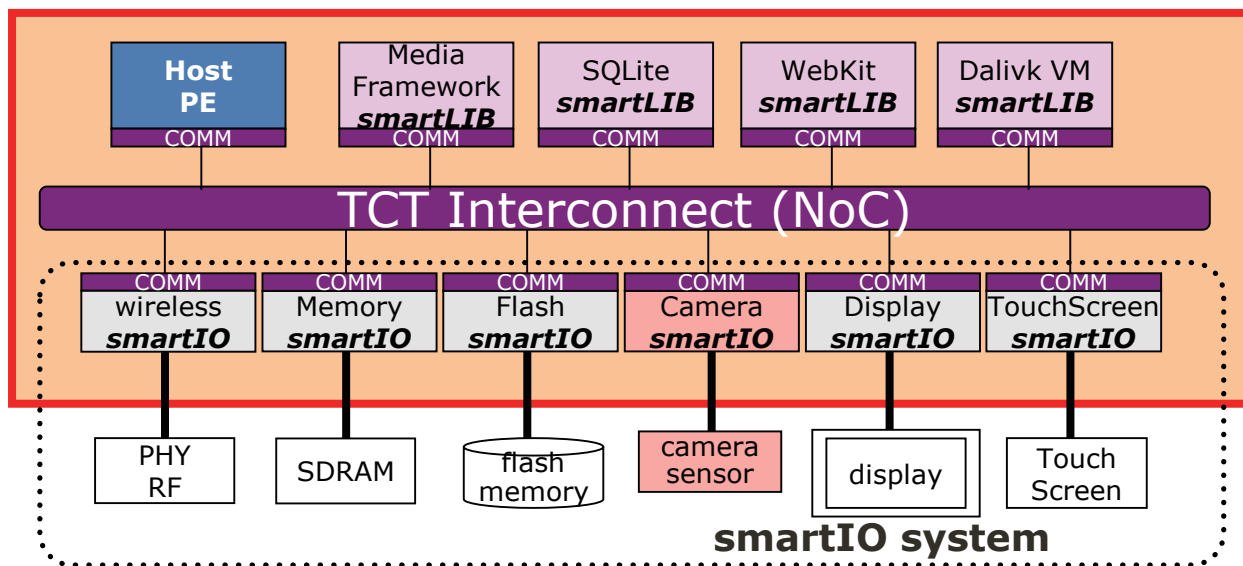 Host
PE
COMM
Media
Framework
smartLIB
COMM
SQLite
smartLIB
COMM
WebKit
smartLIB
COMM
Dalivk VM
smartLIB
COMM
TCT Interconnect (NoC)
COMM
wireless
smartIO
COMM
Memory
smartIO
COMM
Flash
smartIO
COMM
Camera
smartIO
COMM
Display
smartIO
COMM
TouchScreen
smartIO
PHY
RF
SDRAM
flash
memory
camera
sensor
display
Touch
Screen
smartIO system